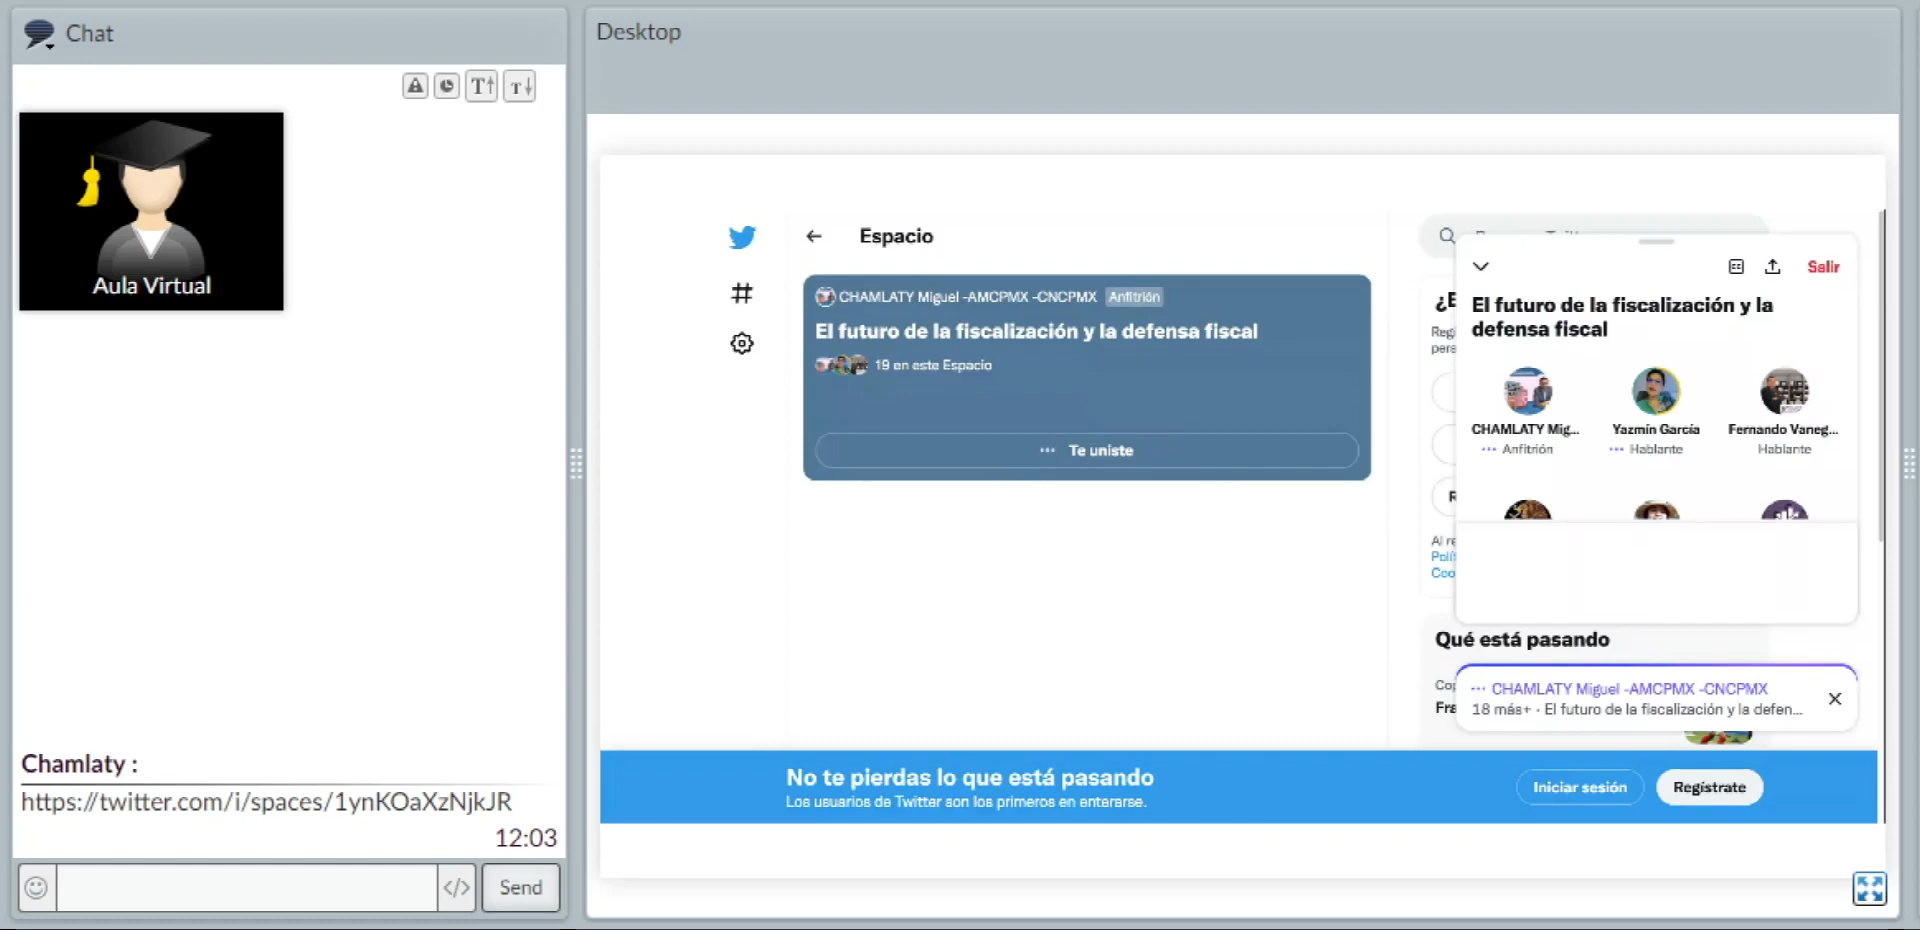 Chat
Aula Virtual
Chamlaty :
https://twitter.com/i/spaces/1ynKOaXzNjkJR
12:03
</>
Send
Desktop
Espacio
CHAMLATY Miguel -AMCPMX -CNCPMX Anfitrión
El futuro de la fiscalización y la defensa fiscal
19 en este Espacio
··· Te uniste
Salir
El futuro de la fiscalización y la
defensa fiscal
CHAMLATY Mig...
Anfitrión
Yazmín García
Hablante
Fernando Vaneg...
Hablante
Qué está pasando
··· CHAMLATY Miguel -AMCPMX -CNCPMX
18 más+ · El futuro de la fiscalización y la defen...
No te pierdas lo que está pasando
Los usuarios de Twitter son los primeros en enterarse.
Iniciar sesión
Regístrate